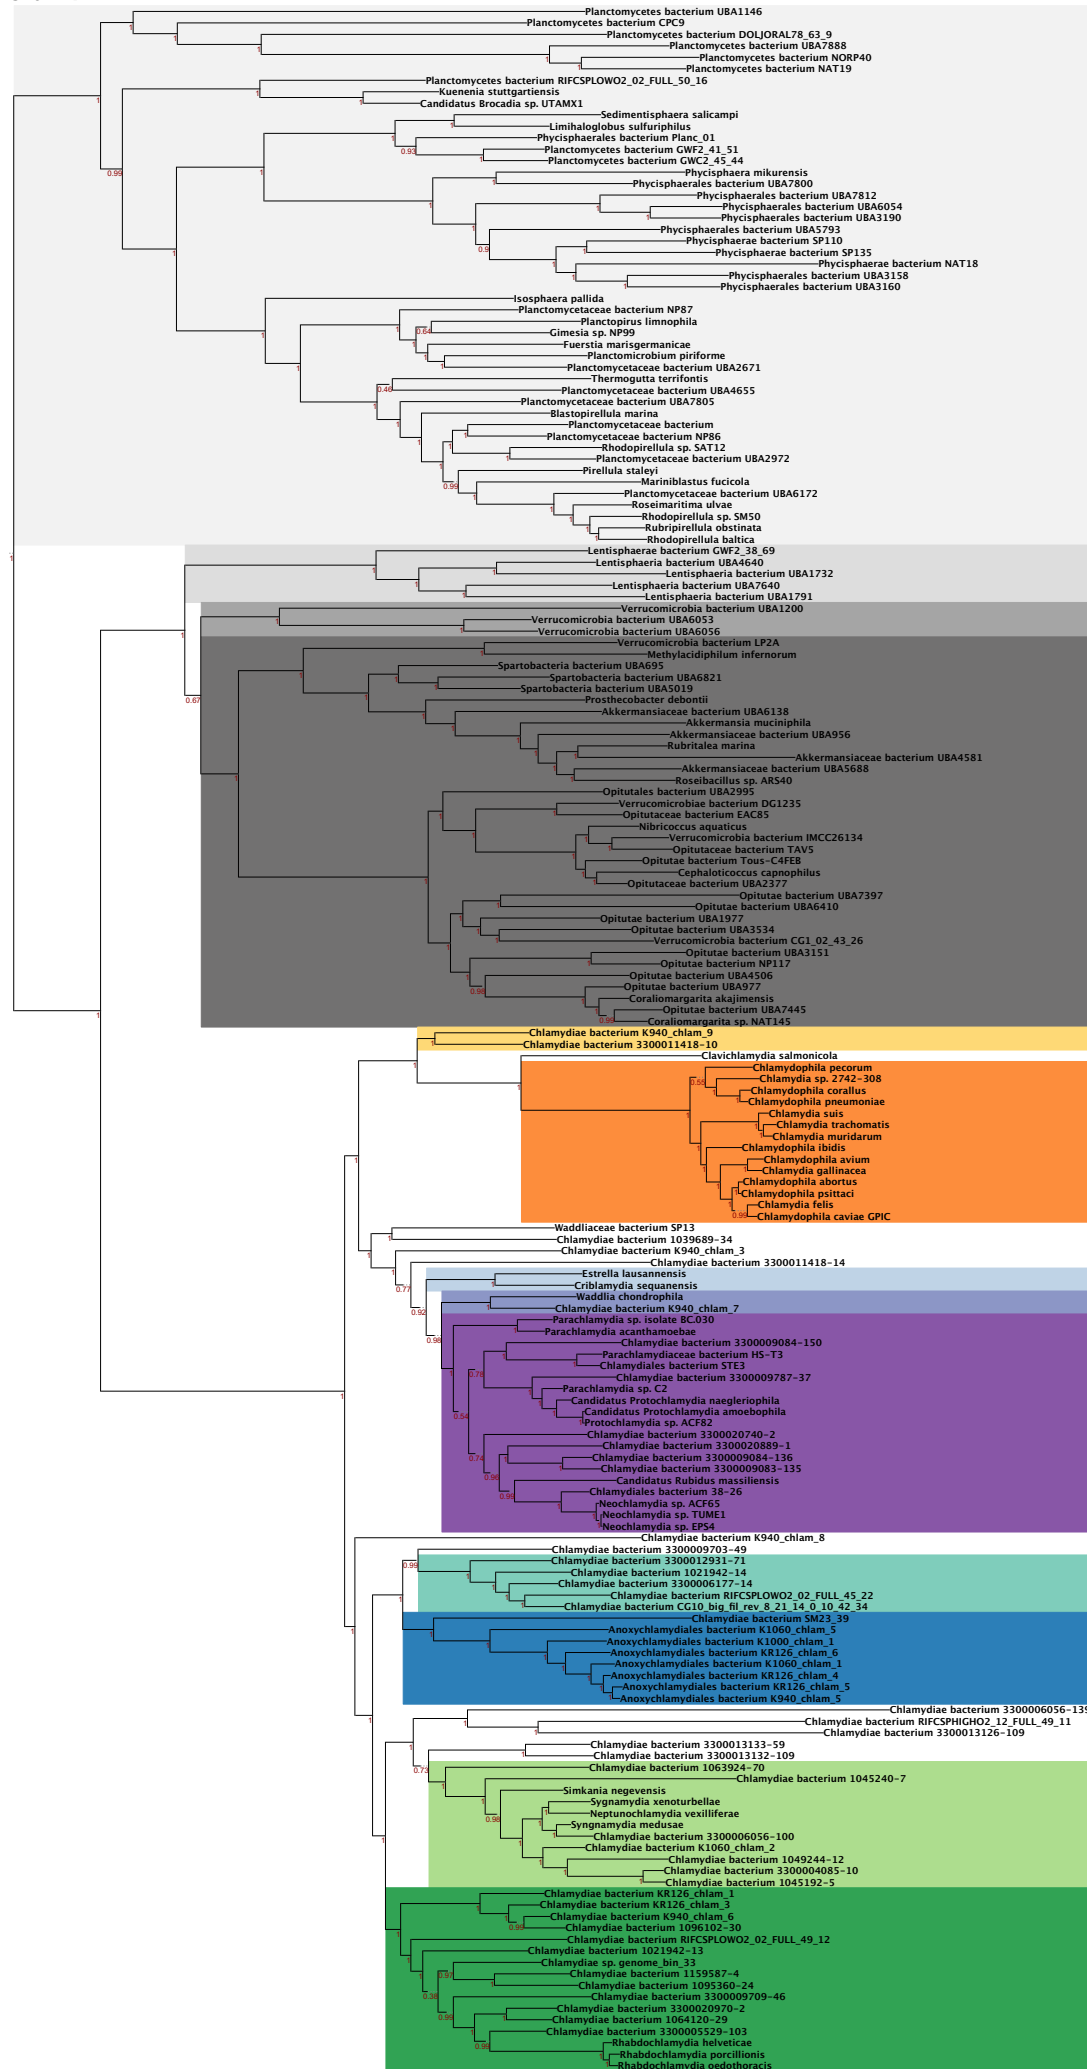 Planctomycetes bacterium UBA1146
Planctomycetes bacterium CPC9
Planctomycetes bacterium DOLJORAL78_63_9
Planctomycetes bacterium UBA7888
Planctomycetes bacterium NORP40
Planctomycetes bacterium NAT19
Planctomycetes bacterium RIFCSPLOWO2_02_FULL_50_16
Kuenenia stuttgartiensis
Candidatus Brocadia sp. UTAMX1
Sedimentisphaera salicampi
Limihaloglobus sulfuriphilus
Phycisphaerales bacterium Planc_01
Planctomycetes bacterium GWF2_41_51
Planctomycetes bacterium GWC2_45_44
Phycisphaera mikurensis
Phycisphaerales bacterium UBA7800
Phycisphaerales bacterium UBA7812
Phycisphaerales bacterium UBA6054
Phycisphaerales bacterium UBA3190
Phycisphaerales bacterium UBA5793
Phycisphaerae bacterium SP110
Phycisphaerae bacterium SP135
Phycisphaerae bacterium NAT18
Phycisphaerales bacterium UBA3158
Phycisphaerales bacterium UBA3160
Isosphaera pallida
Planctomycetaceae bacterium NP87
Planctopirus limnophila
Gimesia sp. NP99
Fuerstia marisgermanicae
Planctomicrobium piriforme
Planctomycetaceae bacterium UBA2671
Thermogutta terrifontis
Planctomycetaceae bacterium UBA4655
Planctomycetaceae bacterium UBA7805
Blastopirellula marina
Planctomycetaceae bacterium
Planctomycetaceae bacterium NP86
Rhodopirellula sp. SAT12
Planctomycetaceae bacterium UBA2972
Pirellula staleyi
Mariniblastus fucicola
Planctomycetaceae bacterium UBA6172
Roseimaritima ulvae
Rhodopirellula sp. SM50
Rubripirellula obstinata
Rhodopirellula baltica
Lentisphaerae bacterium GWF2_38_69
Lentisphaeria bacterium UBA4640
Lentisphaeria bacterium UBA1732
Lentisphaeria bacterium UBA7640
Lentisphaeria bacterium UBA1791
Verrucomicrobia bacterium UBA1200
Verrucomicrobia bacterium UBA6053
Verrucomicrobia bacterium UBA6056
Verrucomicrobia bacterium LP2A
Methylacidiphilum infernorum
Spartobacteria bacterium UBA695
Spartobacteria bacterium UBA6821
Spartobacteria bacterium UBA5019
Prosthecobacter debontii
Akkermansiaceae bacterium UBA6138
Akkermansia muciniphila
Akkermansiaceae bacterium UBA956
Rubritalea marina
Akkermansiaceae bacterium UBA4581
Akkermansiaceae bacterium UBA5688
Roseibacillus sp. ARS40
Opitutales bacterium UBA2995
Verrucomicrobiae bacterium DG1235
Opitutaceae bacterium EAC85
Nibricoccus aquaticus
Verrucomicrobia bacterium IMCC26134
Opitutaceae bacterium TAV5
Opitutae bacterium Tous-C4FEB
Cephaloticoccus capnophilus
Opitutaceae bacterium UBA2377
Opitutae bacterium UBA7397
Opitutae bacterium UBA6410
Opitutae bacterium UBA1977
Opitutae bacterium UBA3534
Verrucomicrobia bacterium CG1_02_43_26
Opitutae bacterium UBA3151
Opitutae bacterium NP117
Opitutae bacterium UBA4506
Opitutae bacterium UBA977
Coraliomargarita akajimensis
Opitutae bacterium UBA7445
Coraliomargarita sp. NAT145
Chlamydiae bacterium K940_chlam_9
Chlamydiae bacterium 3300011418-10
Clavichlamydia salmonicola
Chlamydophila pecorum
Chlamydia sp. 2742-308
Chlamydophila corallus
Chlamydophila pneumoniae
Chlamydia suis
Chlamydia trachomatis
Chlamydia muridarum
Chlamydophila ibidis
Chlamydophila avium
Chlamydia gallinacea
Chlamydophila abortus
Chlamydophila psittaci
Chlamydia felis
Chlamydophila caviae GPIC
Waddliaceae bacterium SP13
Chlamydiae bacterium 1039689-34
Chlamydiae bacterium K940_chlam_3
Chlamydiae bacterium 3300011418-14
Estrella lausannensis
Criblamydia sequanensis
Waddlia chondrophila
Chlamydiae bacterium K940_chlam_7
Parachlamydia sp. isolate BC.030
Parachlamydia acanthamoebae
Chlamydiae bacterium 3300009084-150
Parachlamydiaceae bacterium HS-T3
Chlamydiales bacterium STE3
Chlamydiae bacterium 3300009787-37
Parachlamydia sp. C2
Candidatus Protochlamydia naegleriophila
Candidatus Protochlamydia amoebophila
Protochlamydia sp. ACF82
Chlamydiae bacterium 3300020740-2
Chlamydiae bacterium 3300020889-1
Chlamydiae bacterium 3300009084-136
Chlamydiae bacterium 3300009083-135
Candidatus Rubidus massiliensis
Chlamydiales bacterium 38-26
Neochlamydia sp. ACF65
Neochlamydia sp. TUME1
Neochlamydia sp. EPS4
Chlamydiae bacterium K940_chlam_8
Chlamydiae bacterium 3300009703-49
Chlamydiae bacterium 3300012931-71
Chlamydiae bacterium 1021942-14
Chlamydiae bacterium 3300006177-14
Chlamydiae bacterium RIFCSPLOWO2_02_FULL_45_22
Chlamydiae bacterium CG10_big_fil_rev_8_21_14_0_10_42_34
Chlamydiae bacterium SM23_39
Anoxychlamydiales bacterium K1060_chlam_5
Anoxychlamydiales bacterium K1000_chlam_1
Anoxychlamydiales bacterium KR126_chlam_6
Anoxychlamydiales bacterium K1060_chlam_1
Anoxychlamydiales bacterium KR126_chlam_4
Anoxychlamydiales bacterium KR126_chlam_5
Anoxychlamydiales bacterium K940_chlam_5
Chlamydiae bacterium 3300006056-139
Chlamydiae bacterium RIFCSPHIGHO2_12_FULL_49_11
Chlamydiae bacterium 3300013126-109
Chlamydiae bacterium 3300013133-59
Chlamydiae bacterium 3300013132-109
Chlamydiae bacterium 1063924-70
Chlamydiae bacterium 1045240-7
Simkania negevensis
Sygnamydia xenoturbellae
Neptunochlamydia vexilliferae
Syngnamydia medusae
Chlamydiae bacterium 3300006056-100
Chlamydiae bacterium K1060_chlam_2
Chlamydiae bacterium 1049244-12
Chlamydiae bacterium 3300004085-10
Chlamydiae bacterium 1045192-5
Chlamydiae bacterium KR126_chlam_1
Chlamydiae bacterium KR126_chlam_3
Chlamydiae bacterium K940_chlam_6
Chlamydiae bacterium 1096102-30
Chlamydiae bacterium RIFCSPLOWO2_02_FULL_49_12
Chlamydiae bacterium 1021942-13
Chlamydiae sp. genome_bin_33
Chlamydiae bacterium 1159587-4
Chlamydiae bacterium 1095360-24
Chlamydiae bacterium 3300009709-46
Chlamydiae bacterium 3300020970-2
Chlamydiae bacterium 1064120-29
Chlamydiae bacterium 3300005529-103
Rhabdochlamydia helveticae
Rhabdochlamydia porcillionis
Rhabdochlamydia oedothoracis